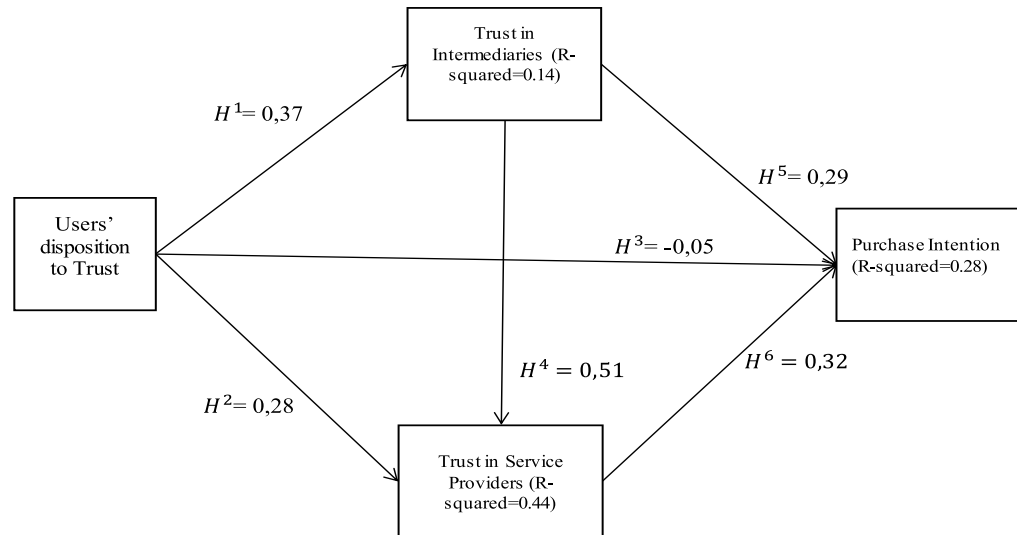 Trust in
Intermediaries (R-
squared=0.14)
H¹= 0,37
H⁵= 0,29
Users’
disposition
to Trust
H³= -0,05
Purchase Intention
(R-squared=0.28)
H⁴ = 0,51
H⁶ = 0,32
H²= 0,28
Trust in Service
Providers (R-
squared=0.44)